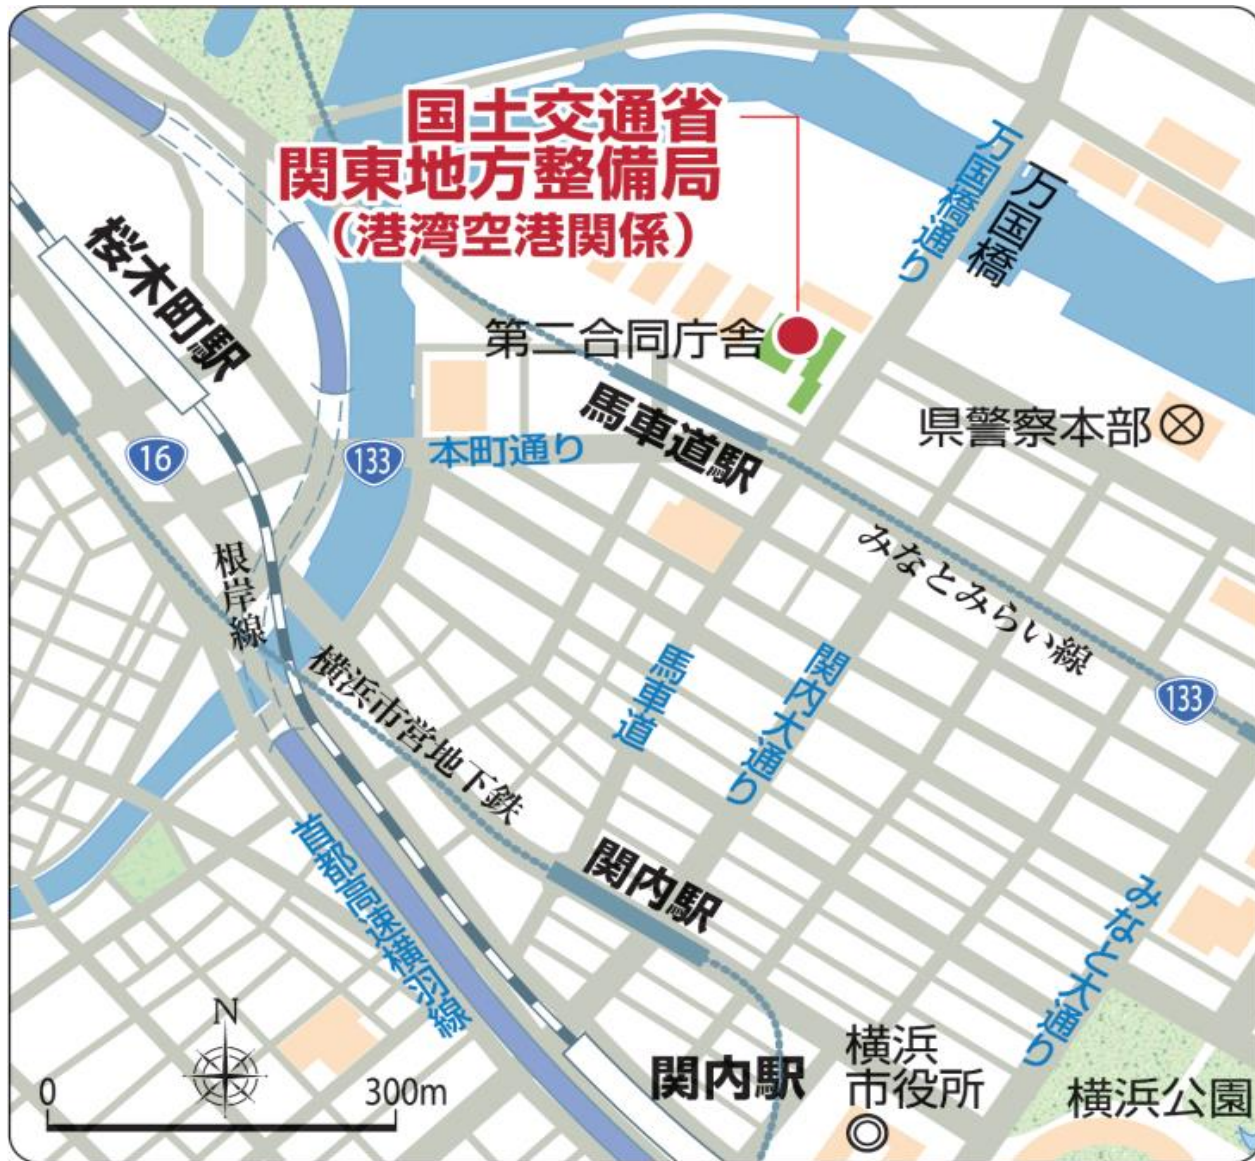 国土交通省
関東地方整備局
（港湾空港関係）
万国橋通り
万国橋
桜木町駅
第二合同庁舎
馬車道駅
県警察本部
16
133
本町通り
根岸線
みなとみらい線
横浜市営地下鉄
馬車道
関内大通り
133
首都高速横羽線
関内駅
みなと大通り
N
0 300m
関内駅
横浜
市役所
横浜公園